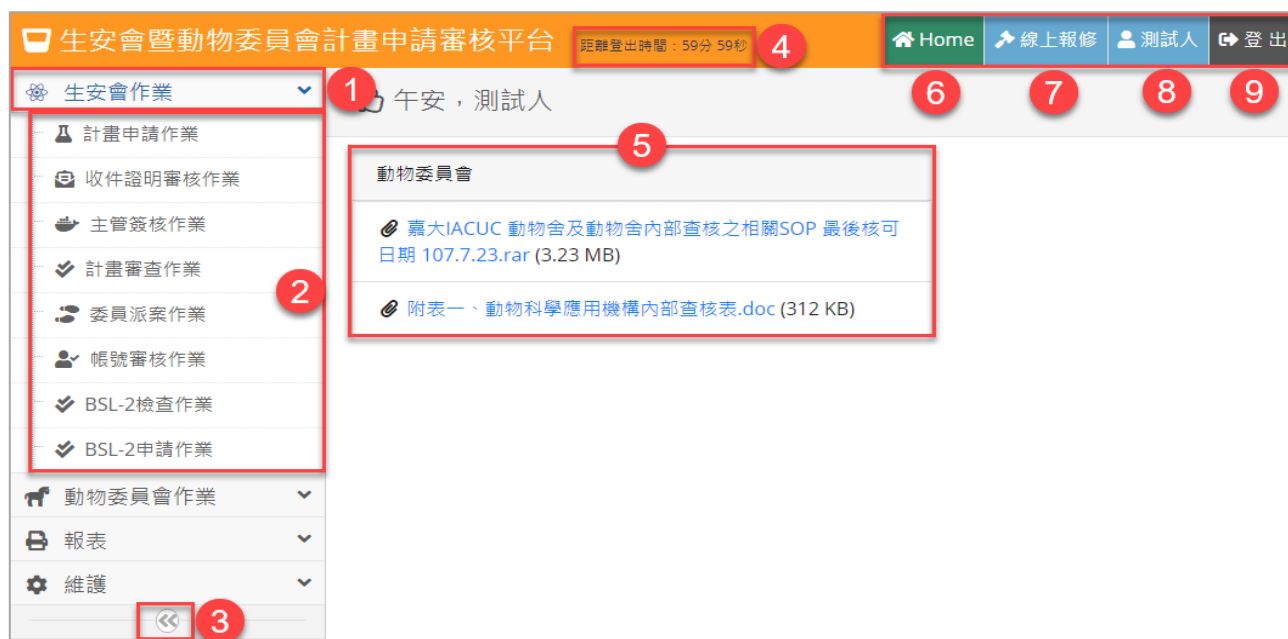 生安會暨動物委員會計畫申請審核平台
距離登出時間：59分 59秒
4
Home
線上報修
測試人
登 出
6
7
8
9
生安會作業
1
計畫申請作業
收件證明審核作業
主管簽核作業
計畫審查作業
委員派案作業
帳號審核作業
BSL-2檢查作業
BSL-2申請作業
2
動物委員會作業
報表
維護
3
午安，測試人
5
動物委員會
嘉大IACUC 動物舍及動物舍內部查核之相關SOP 最後核可
日期 107.7.23.rar (3.23 MB)
附表一、動物科學應用機構內部查核表.doc (312 KB)